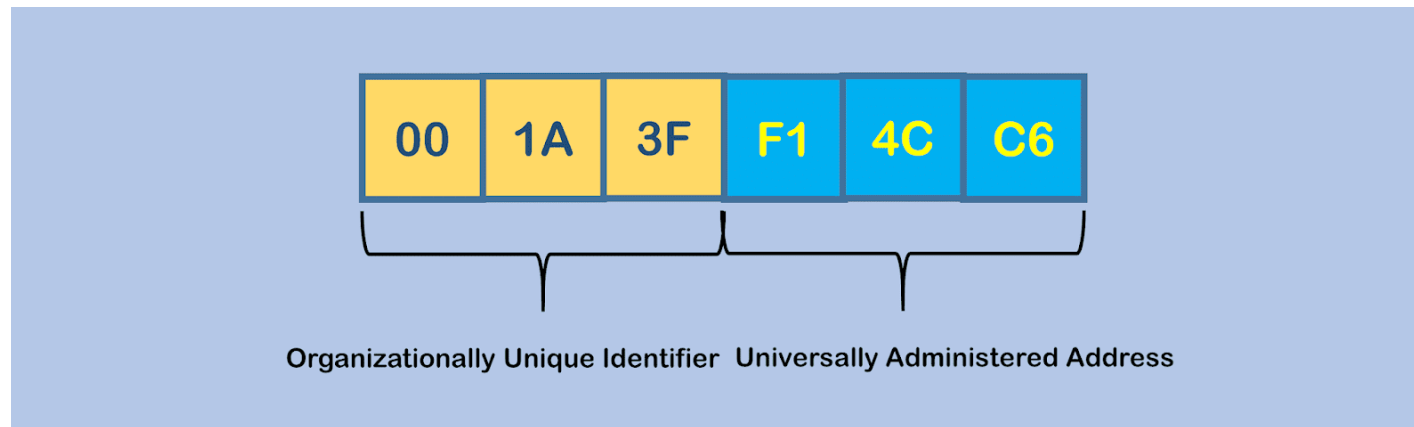 00 1A 3F F1 4C C6
Organizationally Unique Identifier Universally Administered Address